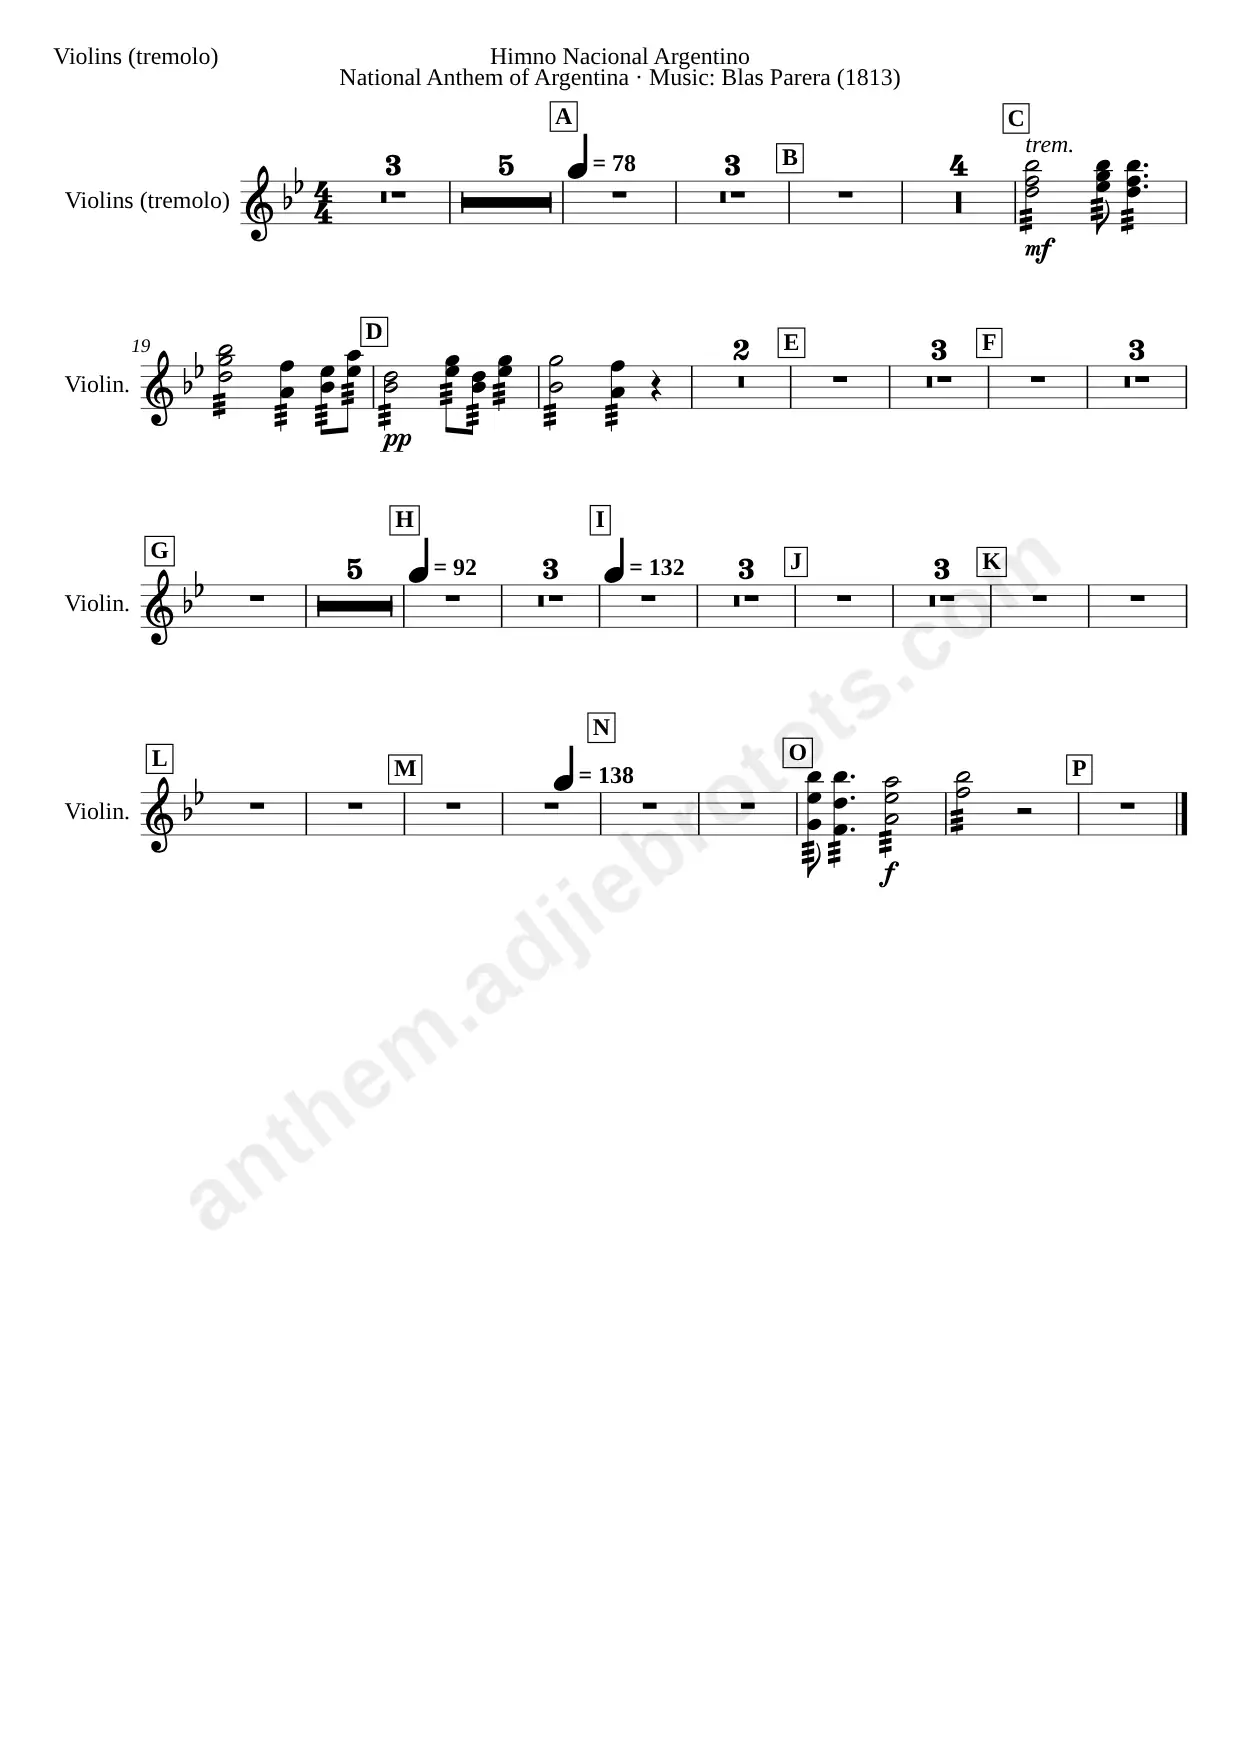 Violins (tremolo)
Himno Nacional Argentino
National Anthem of Argentina · Music: Blas Parera (1813)
A
B
C
= 78
trem.
3
5
3
4
Violins (tremolo)
4
4
mf
19
D
E
F
2
3
3
Violin.
pp
G
H
I
J
K
5
= 92
3
= 132
3
3
Violin.
L
M
N
O
P
= 138
Violin.
f
anthem.adjiebrotots.com